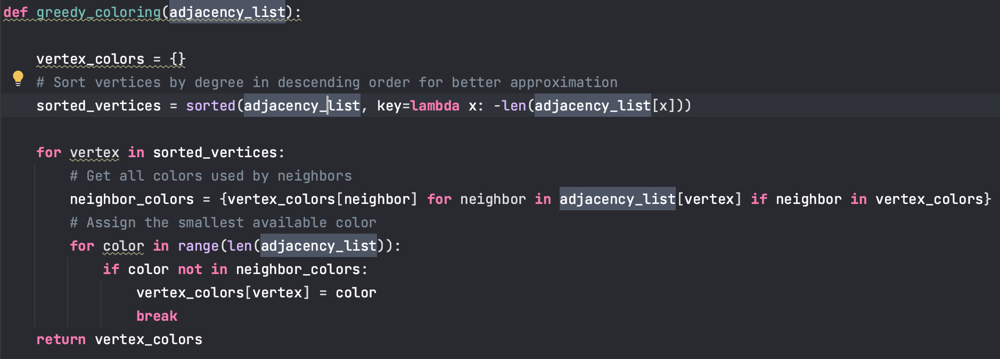 def greedy_coloring(adjacency_list):
vertex_colors = {}
# Sort vertices by degree in descending order for better approximation
sorted_vertices = sorted(adjacency_list, key=lambda x: -len(adjacency_list[x]))
for vertex in sorted_vertices:
# Get all colors used by neighbors
neighbor_colors = {vertex_colors[neighbor] for neighbor in adjacency_list[vertex] if neighbor in vertex_colors}
# Assign the smallest available color
for color in range(len(adjacency_list)):
if color not in neighbor_colors:
vertex_colors[vertex] = color
break
return vertex_colors